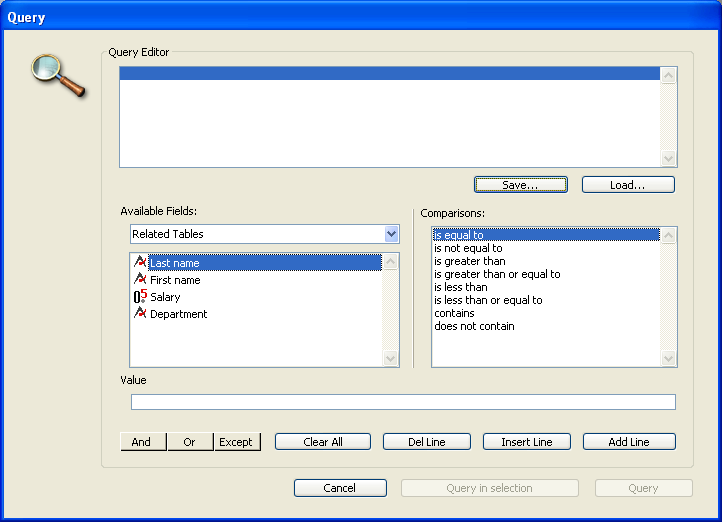 Query
Query Editor
Save...
Load...
Available Fields:
Related Tables
Last name
First name
0.5 Salary
Department
Comparisons:
is equal to
is not equal to
is greater than
is greater than or equal to
is less than
is less than or equal to
contains
does not contain
Value
And
Or
Except
Clear All
Del Line
Insert Line
Add Line
Cancel
Query in selection
Query